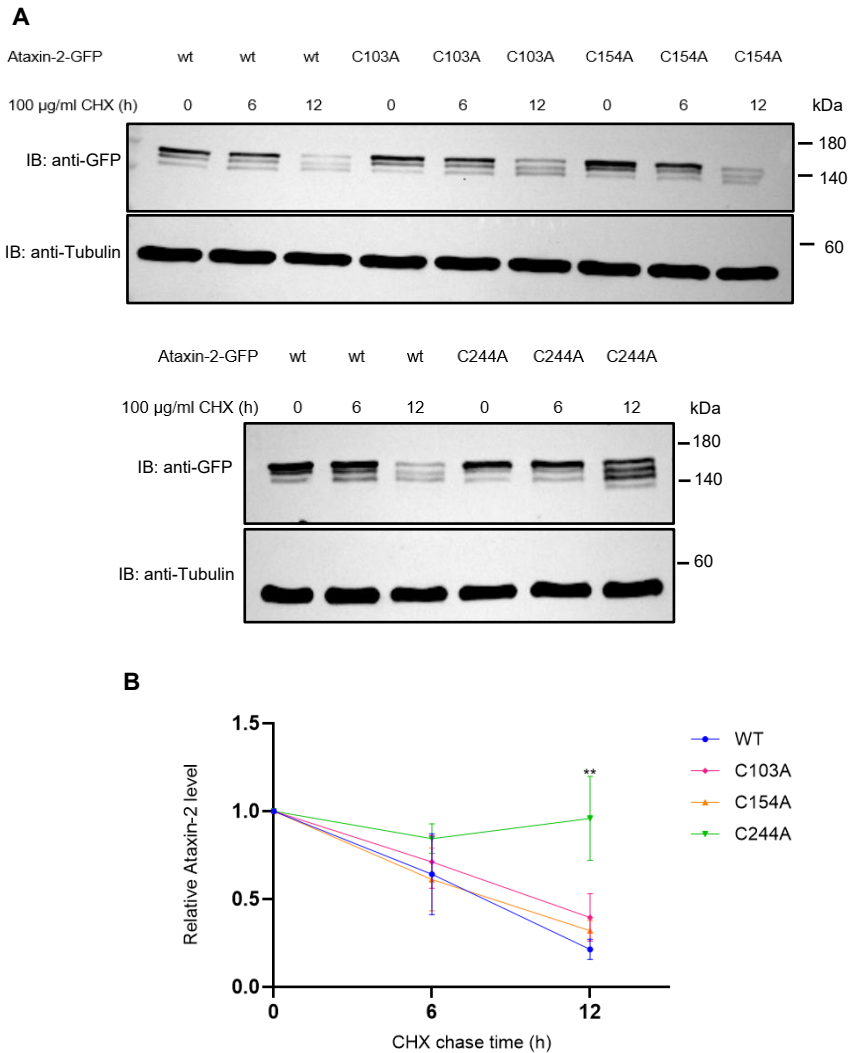 A
Ataxin-2-GFP wt wt wt C103A C103A C103A C154A C154A C154A
100 µg/ml CHX (h) 0 6 12 0 6 12 0 6 12 kDa
IB: anti-GFP 180
140
IB: anti-Tubulin 60
Ataxin-2-GFP wt wt wt C244A C244A C244A
100 µg/ml CHX (h) 0 6 12 0 6 12 kDa
IB: anti-GFP 180
140
IB: anti-Tubulin 60
B
Relative Ataxin-2 level
1.5
1.0
0.5
0.0
**
0 6 12
CHX chase time (h)
WT
C103A
C154A
C244A